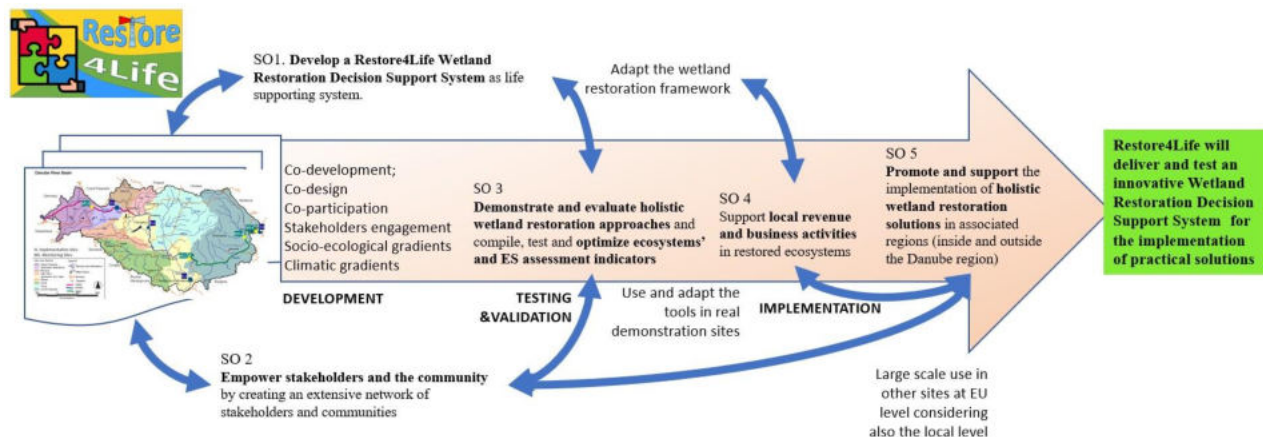 Restore
4Life
SO1. Develop a Restore4Life Wetland
Restoration Decision Support System as life
supporting system.
Adapt the wetland
restoration framework
Co-development;
Co-design
Co-participation
Stakeholders engagement
Socio-ecological gradients
Climatic gradients
DEVELOPMENT
SO 3
Demonstrate and evaluate holistic
wetland restoration approaches and
compile, test and optimize ecosystems'
and ES assessment indicators
TESTING
&VALIDATION
SO 4
Support local revenue
and business activities
in restored ecosystems
Use and adapt the
tools in real
demonstration sites
IMPLEMENTATION
SO 5
Promote and support the
implementation of holistic
wetland restoration
solutions in associated
regions (inside and outside
the Danube region)
Restore4Life will
deliver and test an
innovative Wetland
Restoration Decision
Support System for
the implementation
of practical solutions
SO 2
Empower stakeholders and the community
by creating an extensive network of
stakeholders and communities
Large scale use in
other sites at EU
level considering
also the local level